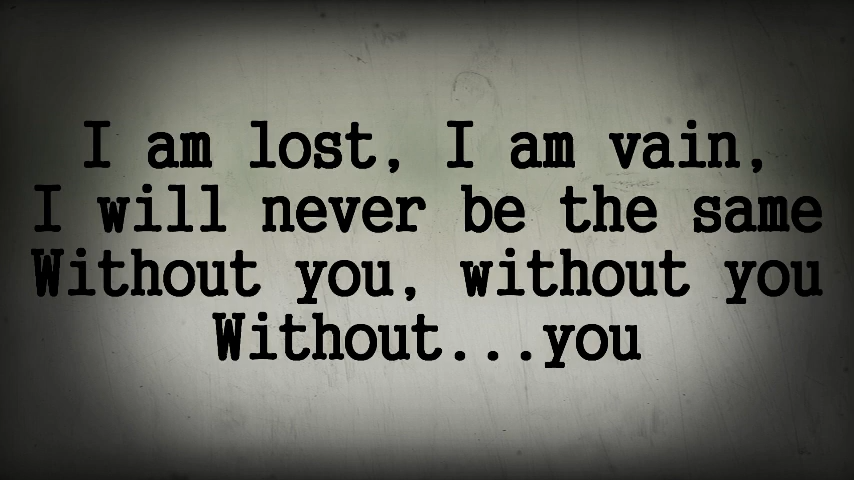 I am lost, I am vain,
I will never be the same
Without you, without you
Without...you